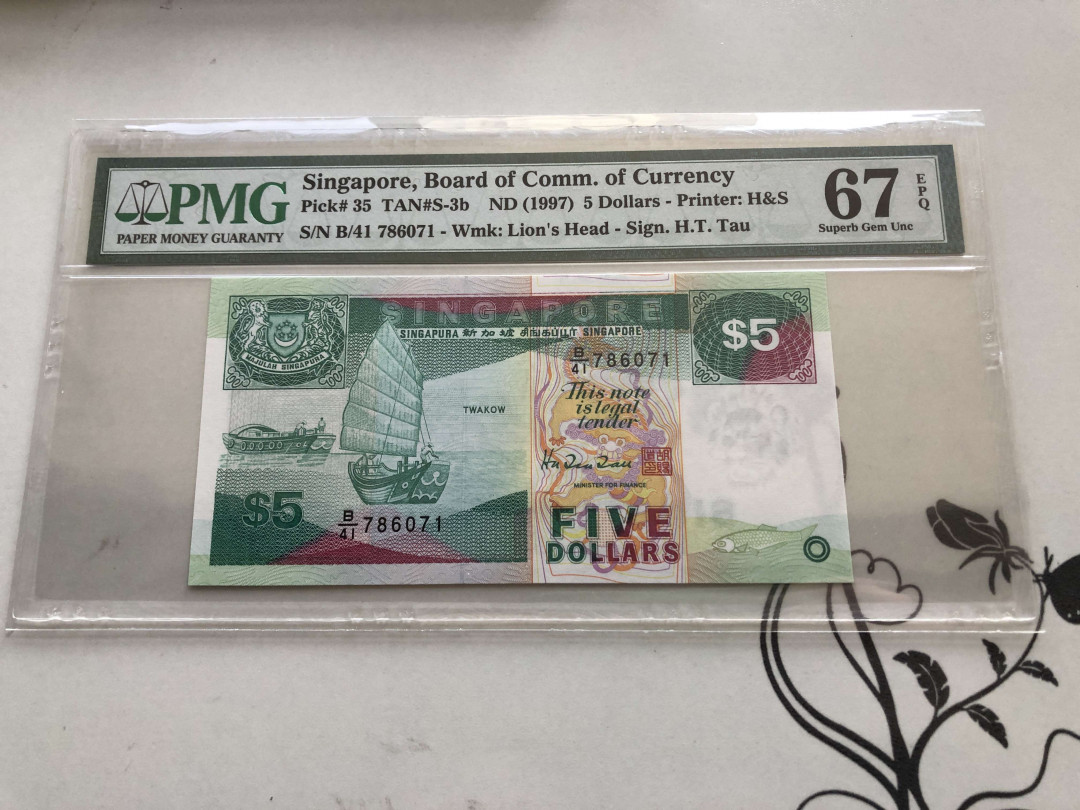 PMG
PAPER MONEY GUARANTY
Singapore, Board of Comm. of Currency
Pick# 35 TAN#S-3b ND (1997) 5 Dollars - Printer: H&S
S/N B/41 786071 - Wmk: Lion's Head - Sign. H.T. Tau
67
EPQ
Superb Gem Unc
SINGAPORE
SINGAPURA 新加坡 சிங்கப்பூர் SINGAPORE
MAJULAH SINGAPURA
$5
B/41 786071
This note
is legal
tender
TWAKOW
Hu Tsu Tau
MINISTER FOR FINANCE
$5
B/41 786071
FIVE
DOLLARS